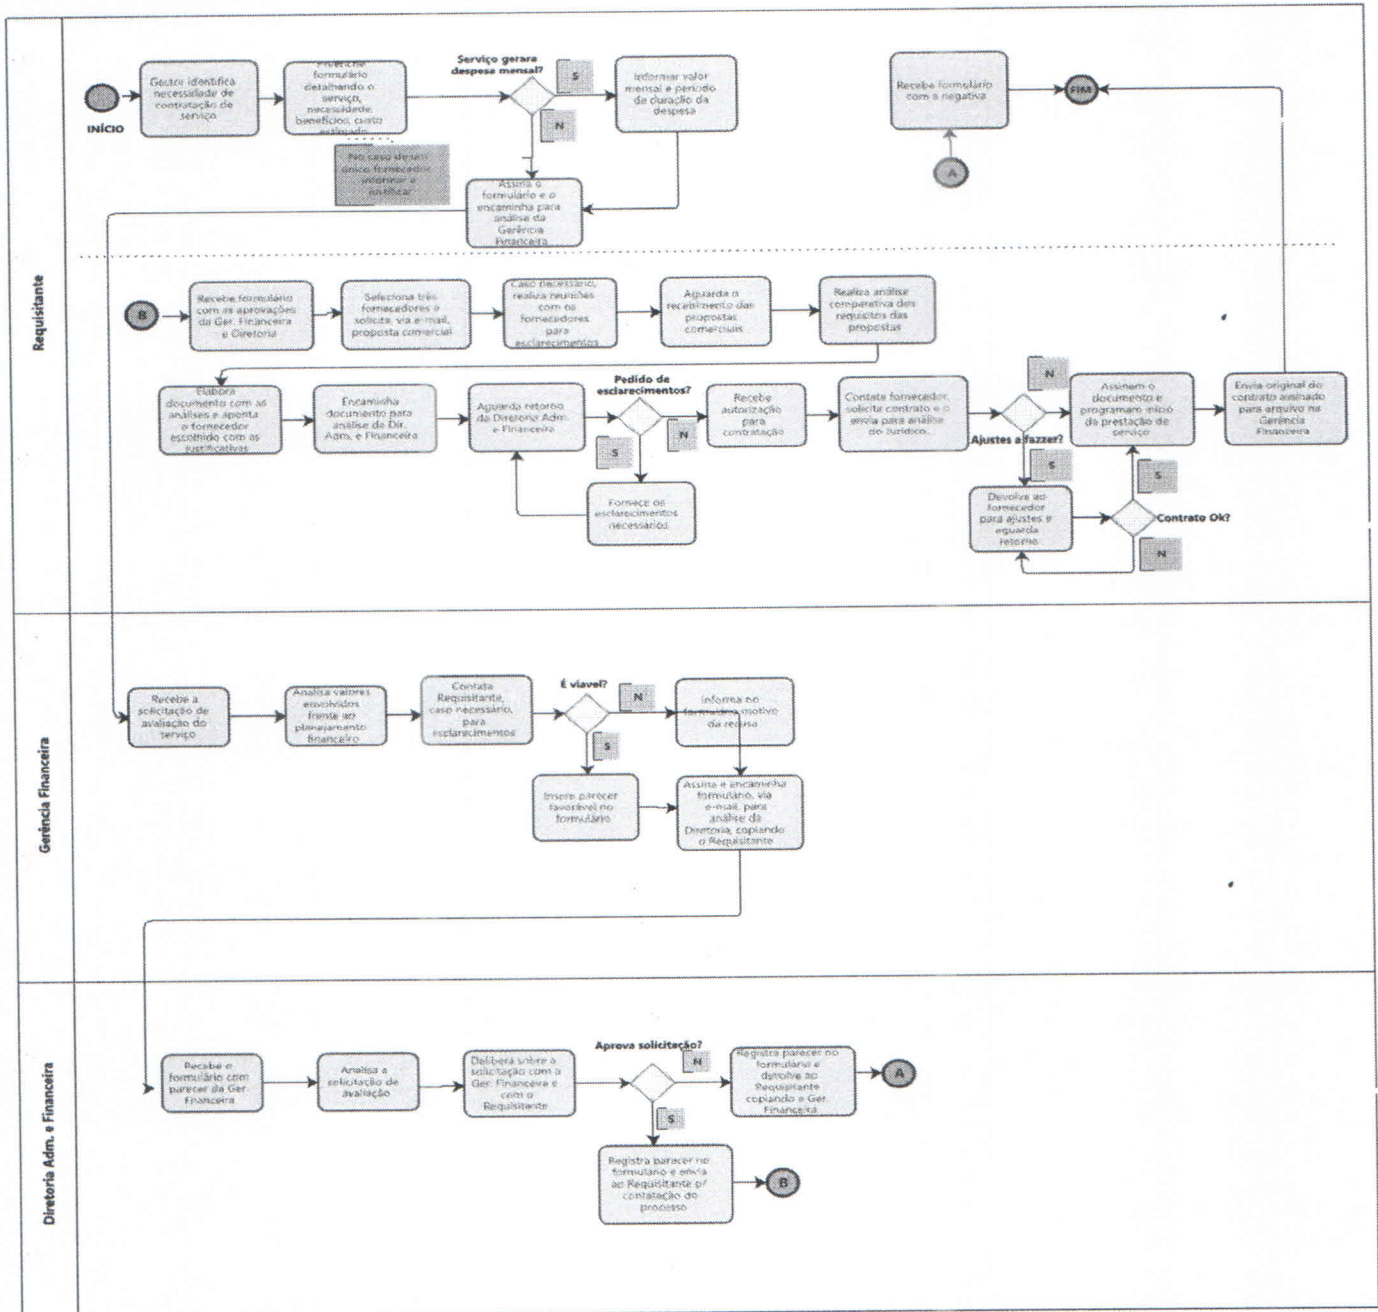 Requisitante
INÍCIO
Gestor identifica
necessidade de
contratação de
serviço
Preenche
formulário
detalhando o
serviço,
necessidade,
benefícios, custo
estimado
No caso de um
único fornecedor,
informar e
justificar
Serviço gerara
despesa mensal?
S
N
Informar valor
mensal e período
de duração da
despesa
Assina o
formulário e o
encaminha para
análise da
Gerência
Financeira
Recebe formulário
com a negativa
A
FIM
B
Recebe formulário
com as aprovações
da Ger. Financeira
e Diretoria
Seleciona três
fornecedores e
solicita, via e-mail,
proposta comercial
Caso necessário,
realiza reuniões
com os
fornecedores
para
esclarecimentos
Aguarda o
recebimento das
propostas
comerciais
Realiza análise
comparativa dos
requisitos das
propostas
Elabora
documento com as
análises e aponta
o fornecedor
escolhido com as
justificativas
Encaminha
documento para
análise da Dir.
Adm. e Financeira
Aguarda retorno
da Diretoria Adm.
e Financeira
Pedido de
esclarecimentos?
N
S
Fornece os
esclarecimentos
necessários
Recebe
autorização
para
contratação
Contata fornecedor,
solicita contrato e o
envia para análise
do Jurídico.
Ajustes a fazzer?
N
S
Devolve ao
fornecedor
para ajustes e
aguarda
retorno
Contrato Ok?
S
N
Assinam o
documento e
programam início
da prestação de
serviço
Envia original do
contrato assinado
para arquivo na
Gerência
Financeira
Gerência Financeira
Recebe a
solicitação de
avaliação do
serviço
Analisa valores
envolvidos
frente ao
planejamento
financeiro
Contata
Requisitante,
caso necessário,
para
esclarecimentos
É viavel?
N
S
Informa no
formulário motivo
da recusa
Insere parecer
favorável no
formulário
Assina e encaminha
formulário, via
e-mail, para
análise da
Diretoria, copiando
o Requisitante
Diretoria Adm. e Financeira
Recebe o
formulário com
parecer da Ger.
Financeira
Analisa a
solicitação de
avaliação
Delibera sobre a
solicitação com a
Ger. Financeira e
com o Requisitante
Aprova solicitação?
N
S
Registra parecer no
formulário e
devolve ao
Requisitante
copiando a Ger.
Financeira
A
Registra parecer no
formulário e envia
ao Requisitante p/
contatação do
processo
B